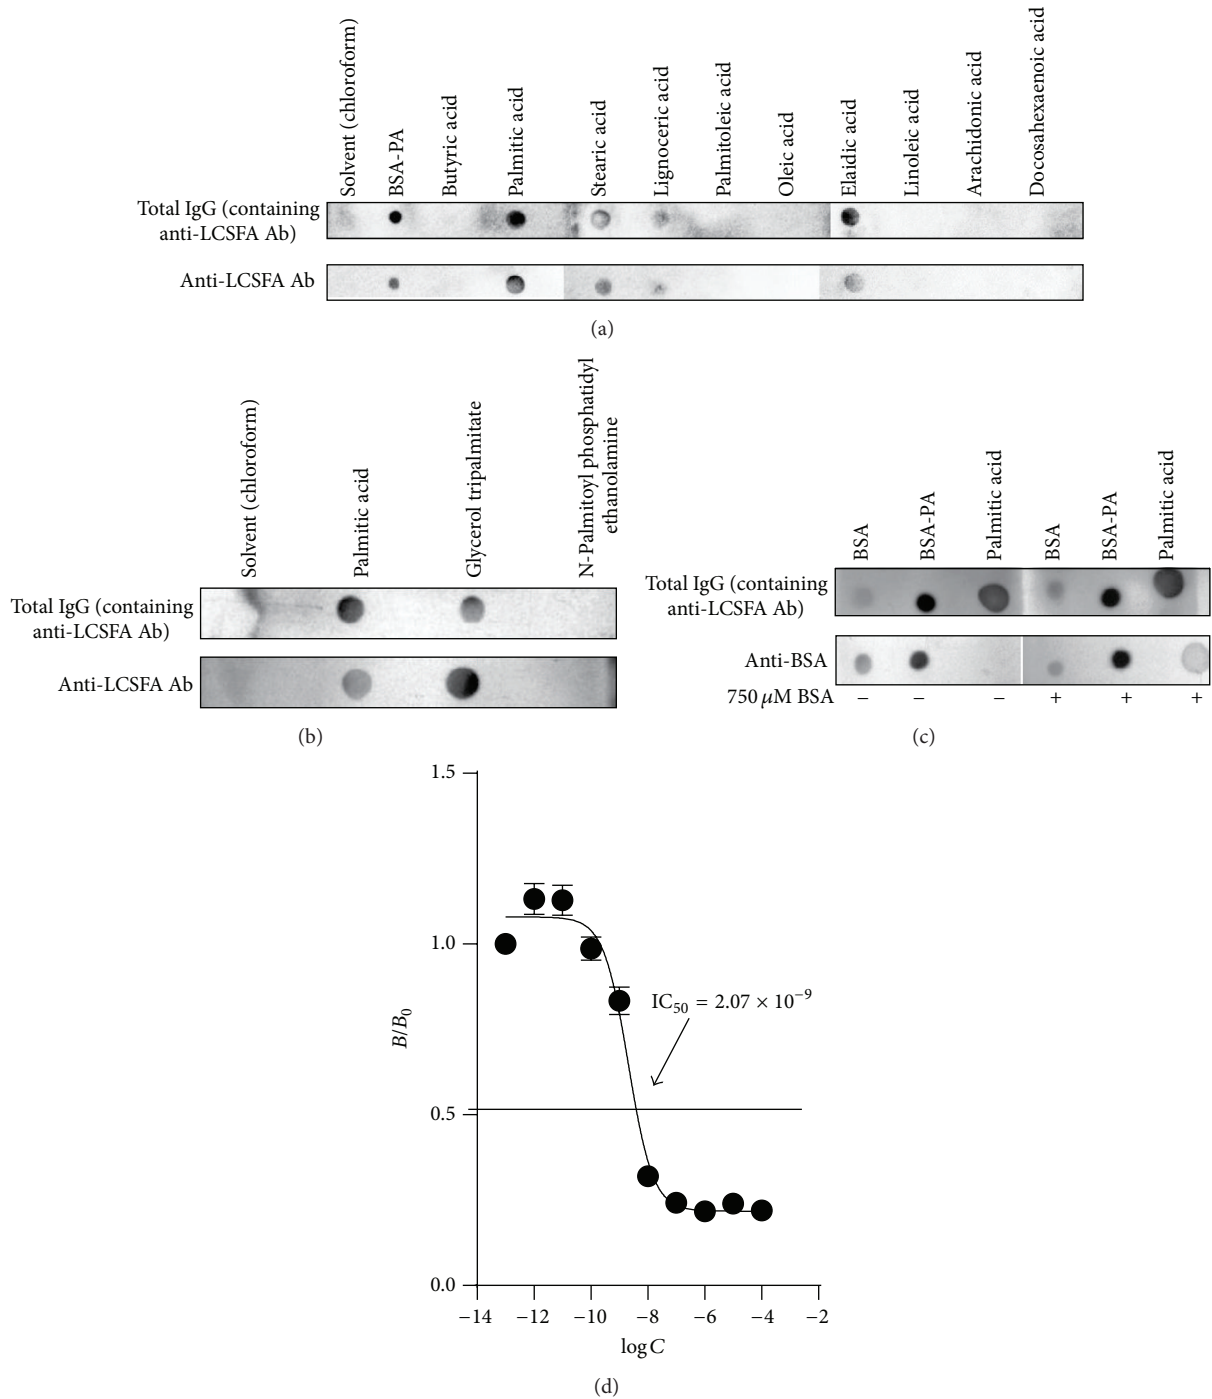 Solvent (chloroform)
BSA-PA
Butyric acid
Palmitic acid
Stearic acid
Lignoceric acid
Palmitoleic acid
Oleic acid
Elaidic acid
Linoleic acid
Arachidonic acid
Docosahexaenoic acid
Total IgG (containing
anti-LCSFA Ab)
Anti-LCSFA Ab
(a)
Solvent (chloroform)
Palmitic acid
Glycerol tripalmitate
N-Palmitoyl phosphatidyl
ethanolamine
Total IgG (containing
anti-LCSFA Ab)
Anti-LCSFA Ab
(b)
BSA
BSA-PA
Palmitic acid
BSA
BSA-PA
Palmitic acid
Total IgG (containing
anti-LCSFA Ab)
Anti-BSA
750 μM BSA − − − + + +
(c)
1.5
1.0
0.5
0.0
B/B₀
IC₅₀ = 2.07 × 10⁻⁹
−14 −12 −10 −8 −6 −4 −2
log C
(d)